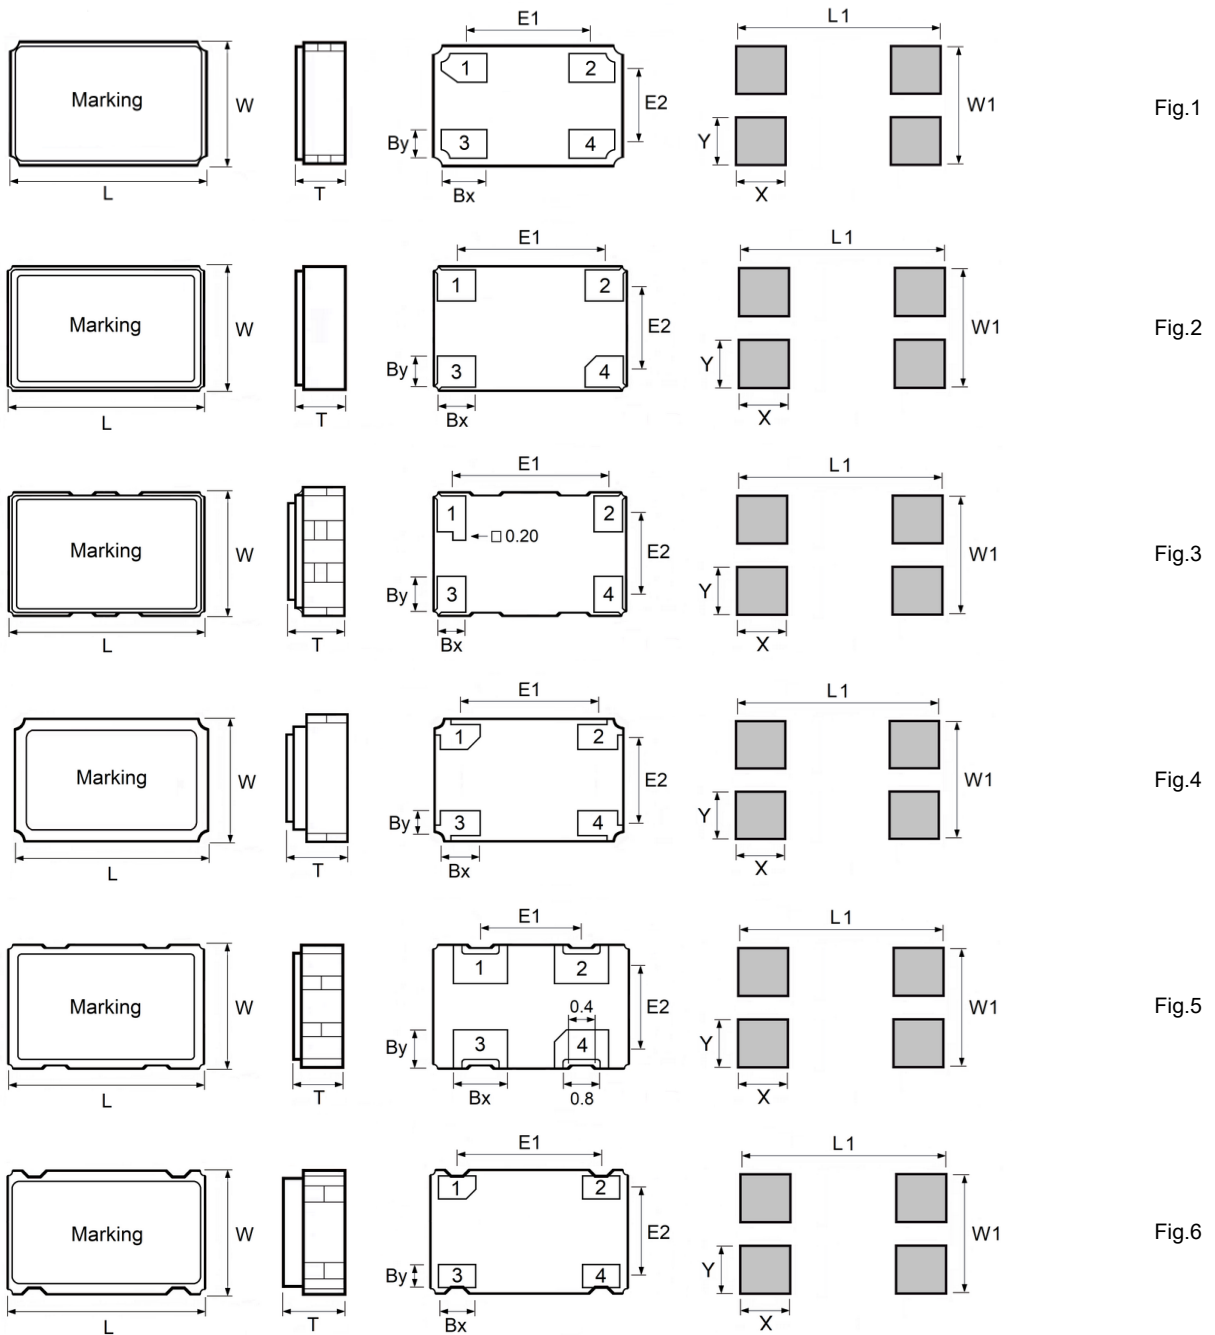 E1 L1
Marking W 1 2 E2 W1 Fig.1
By 3 4 Y
L T Bx X
E1 L1
Marking W 1 2 E2 W1 Fig.2
By 3 4 Y
L T Bx X
E1 L1
Marking W 1 2 □ 0.20 E2 W1 Fig.3
By 3 4 Y
L T Bx X
E1 L1
Marking W 1 2 E2 W1 Fig.4
By 3 4 Y
L T Bx X
E1 L1
Marking W 1 2 0.4 E2 W1 Fig.5
By 3 4 Y
L T Bx 0.8 X
E1 L1
Marking W 1 2 E2 W1 Fig.6
By 3 4 Y
L T Bx X